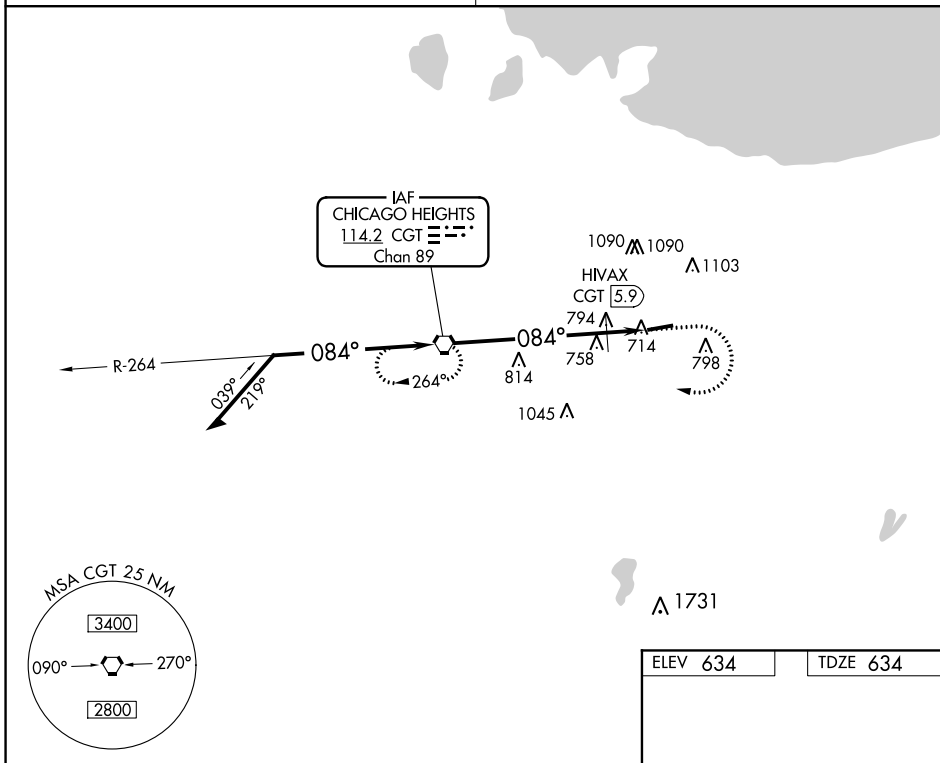 IAF
CHICAGO HEIGHTS
114.2 CGT
Chan 89
1090 1090
1103
HIVAX
CGT 5.9
794
084°
084°
R-264
758
714
798
814
264°
039°
219°
1045
MSA CGT 25 NM
3400
090° 270°
2800
1731
ELEV 634 TDZE 634